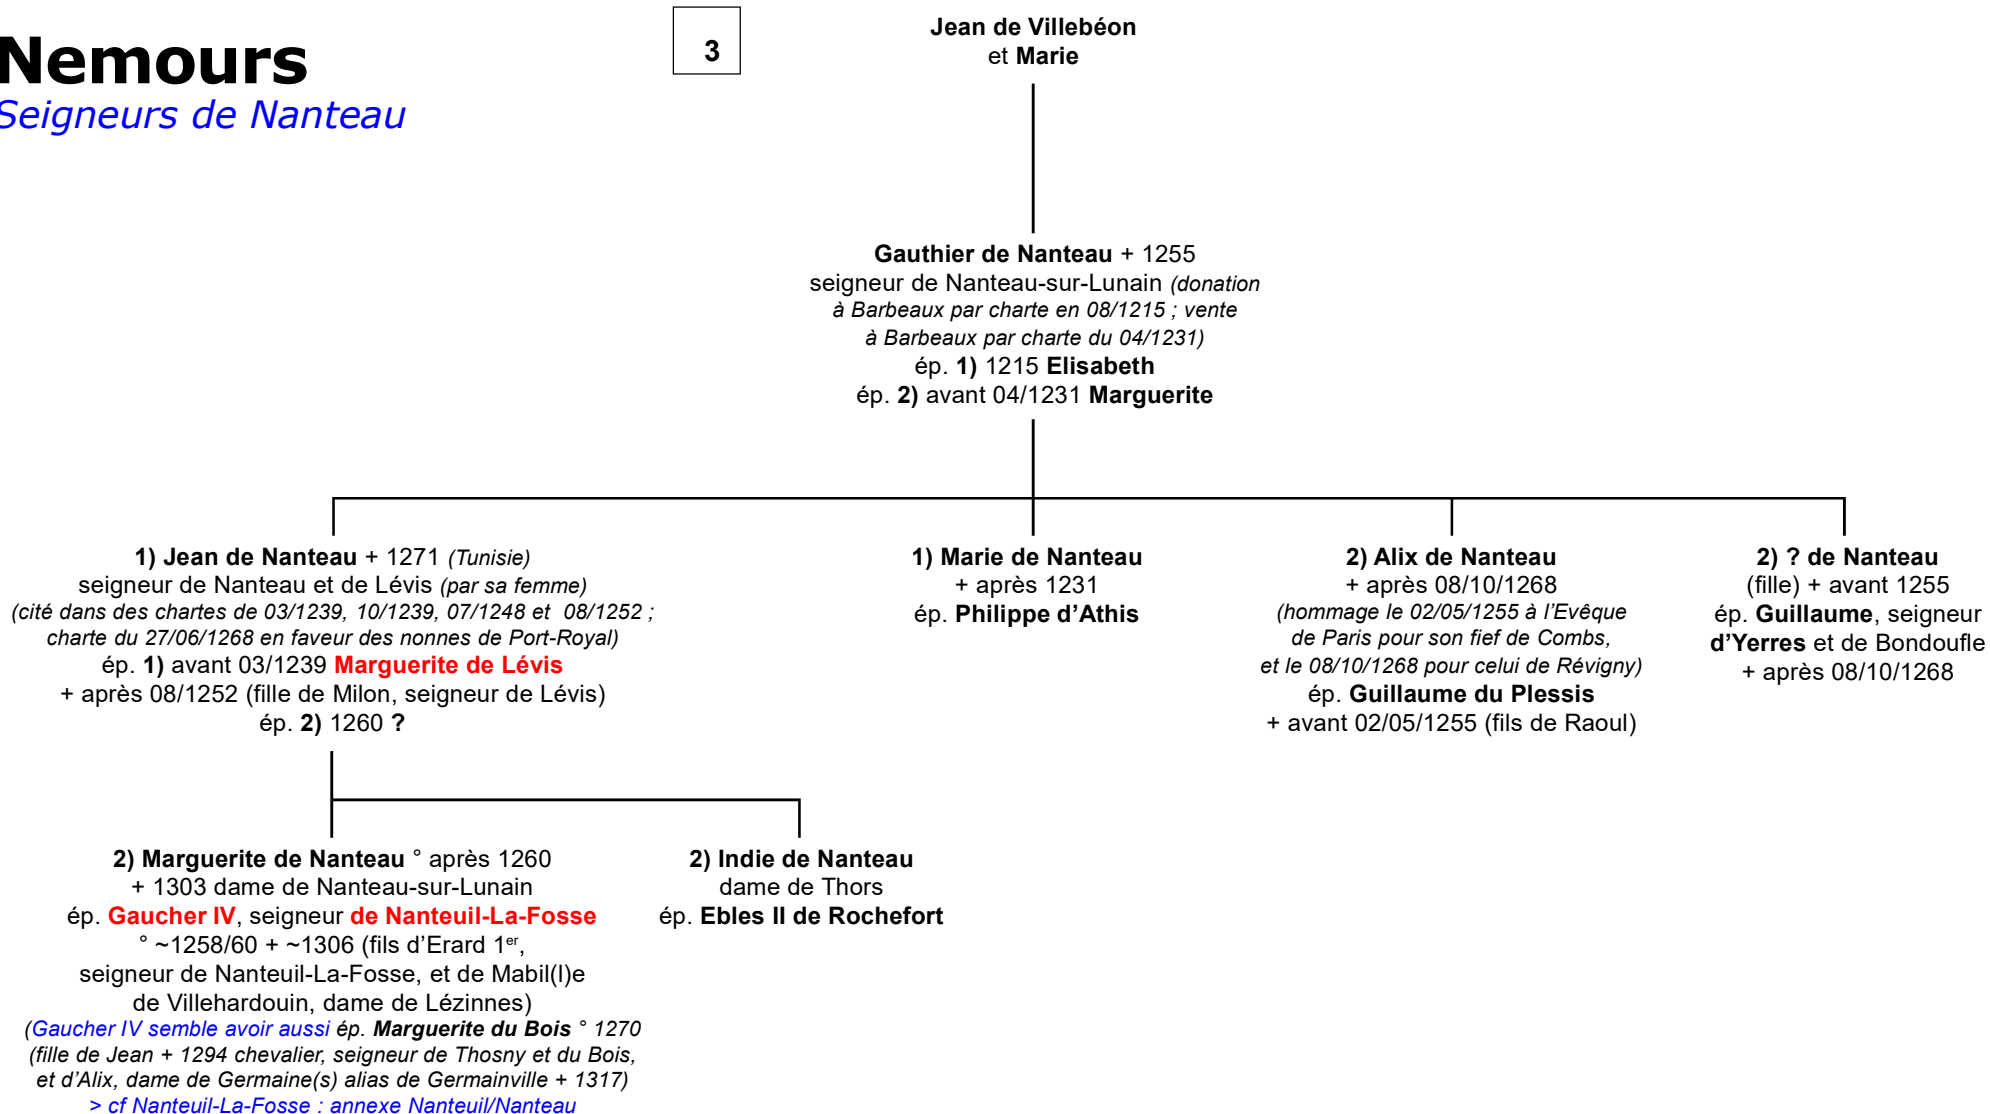 Nemours
Seigneurs de Nanteau
3
Jean de Villebéon
et Marie
Gauthier de Nanteau + 1255
seigneur de Nanteau-sur-Lunain (donation
à Barbeaux par charte en 08/1215 ; vente
à Barbeaux par charte du 04/1231)
ép. 1) 1215 Elisabeth
ép. 2) avant 04/1231 Marguerite
1) Jean de Nanteau + 1271 (Tunisie)
seigneur de Nanteau et de Lévis (par sa femme)
(cité dans des chartes de 03/1239, 10/1239, 07/1248 et 08/1252 ;
charte du 27/06/1268 en faveur des nonnes de Port-Royal)
ép. 1) avant 03/1239 Marguerite de Lévis
+ après 08/1252 (fille de Milon, seigneur de Lévis)
ép. 2) 1260 ?
1) Marie de Nanteau
+ après 1231
ép. Philippe d’Athis
2) Alix de Nanteau
+ après 08/10/1268
(hommage le 02/05/1255 à l’Evêque
de Paris pour son fief de Combs,
et le 08/10/1268 pour celui de Révigny)
ép. Guillaume du Plessis
+ avant 02/05/1255 (fils de Raoul)
2) ? de Nanteau
(fille) + avant 1255
ép. Guillaume, seigneur
d’Yerres et de Bondoufle
+ après 08/10/1268
2) Marguerite de Nanteau ° après 1260
+ 1303 dame de Nanteau-sur-Lunain
ép. Gaucher IV, seigneur de Nanteuil-La-Fosse
° ~1258/60 + ~1306 (fils d’Erard 1er,
seigneur de Nanteuil-La-Fosse, et de Mabil(l)e
de Villehardouin, dame de Lézinnes)
(Gaucher IV semble avoir aussi ép. Marguerite du Bois ° 1270
(fille de Jean + 1294 chevalier, seigneur de Thosny et du Bois,
et d’Alix, dame de Germaine(s) alias de Germainville + 1317)
> cf Nanteuil-La-Fosse : annexe Nanteuil/Nanteau
2) Indie de Nanteau
dame de Thors
ép. Ebles II de Rochefort